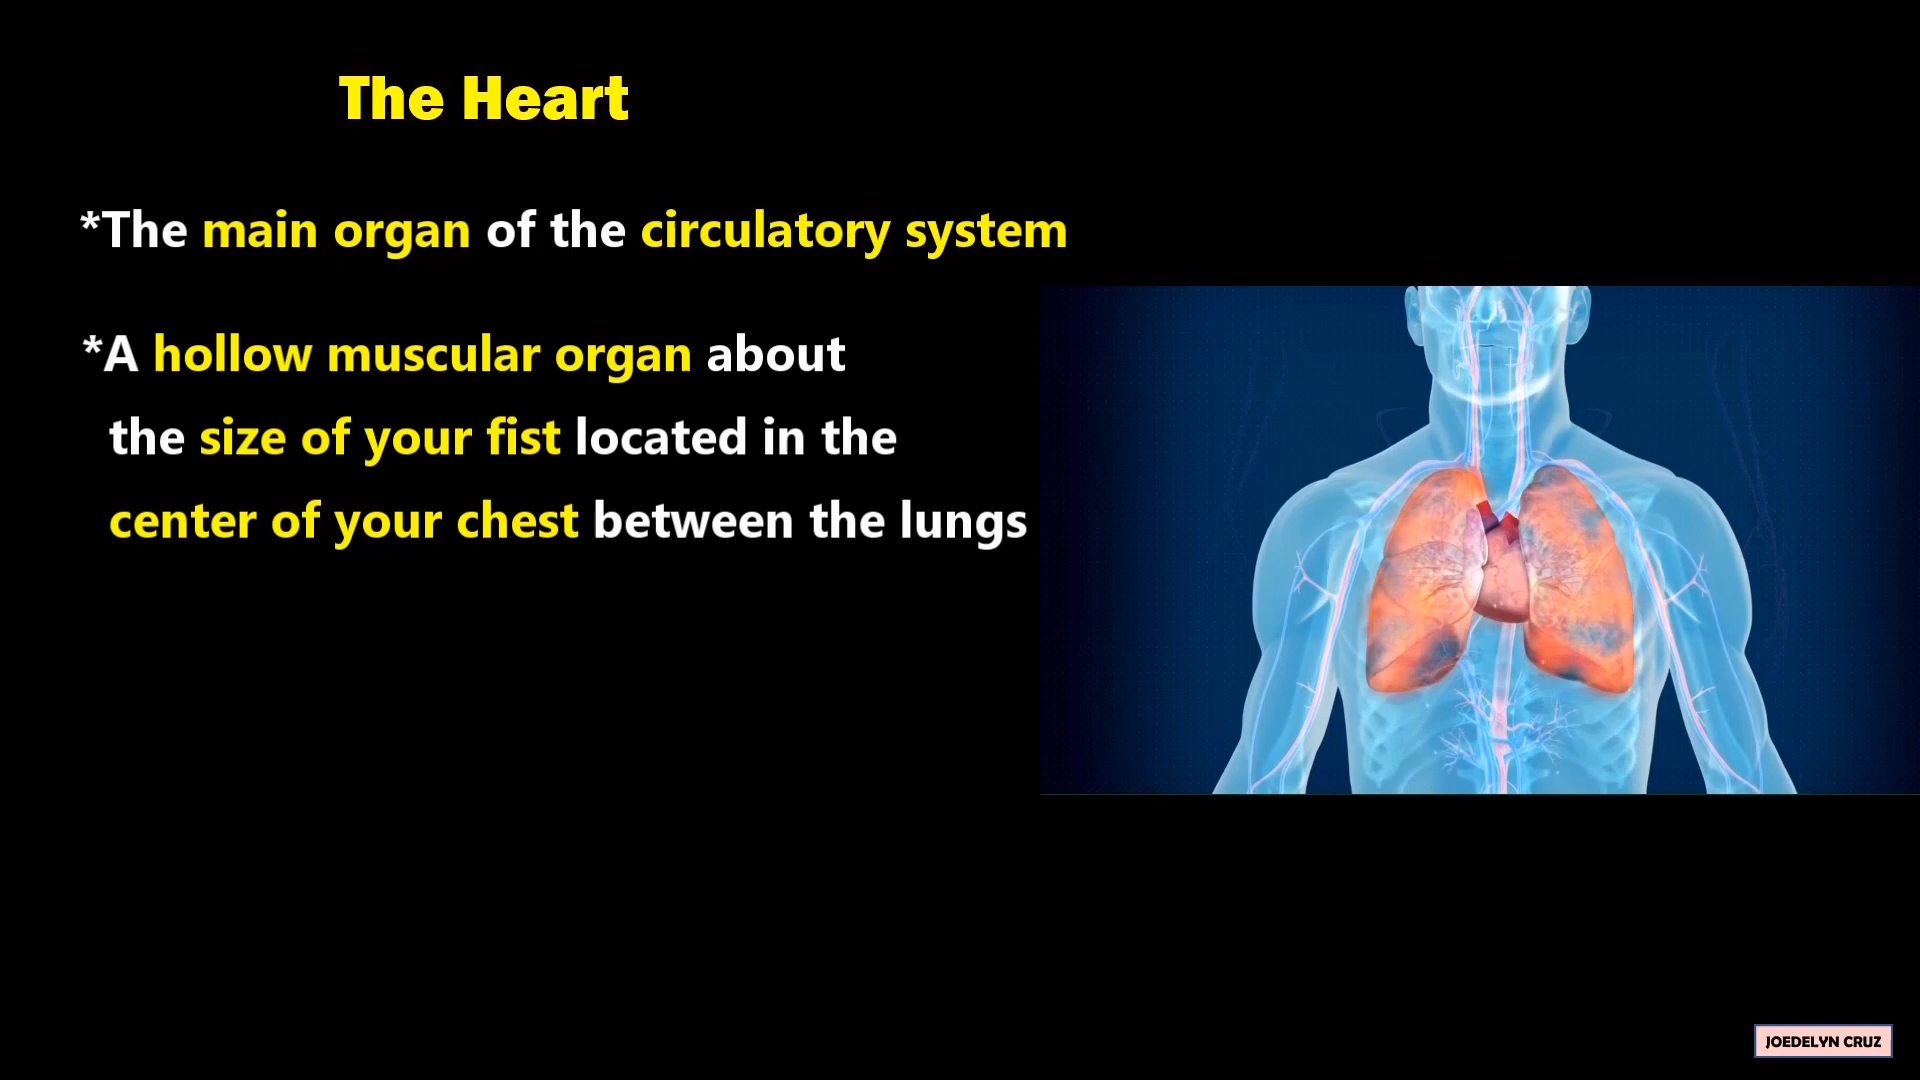 The Heart
*The main organ of the circulatory system
*A hollow muscular organ about
the size of your fist located in the
center of your chest between the lungs
JOEDELYN CRUZ